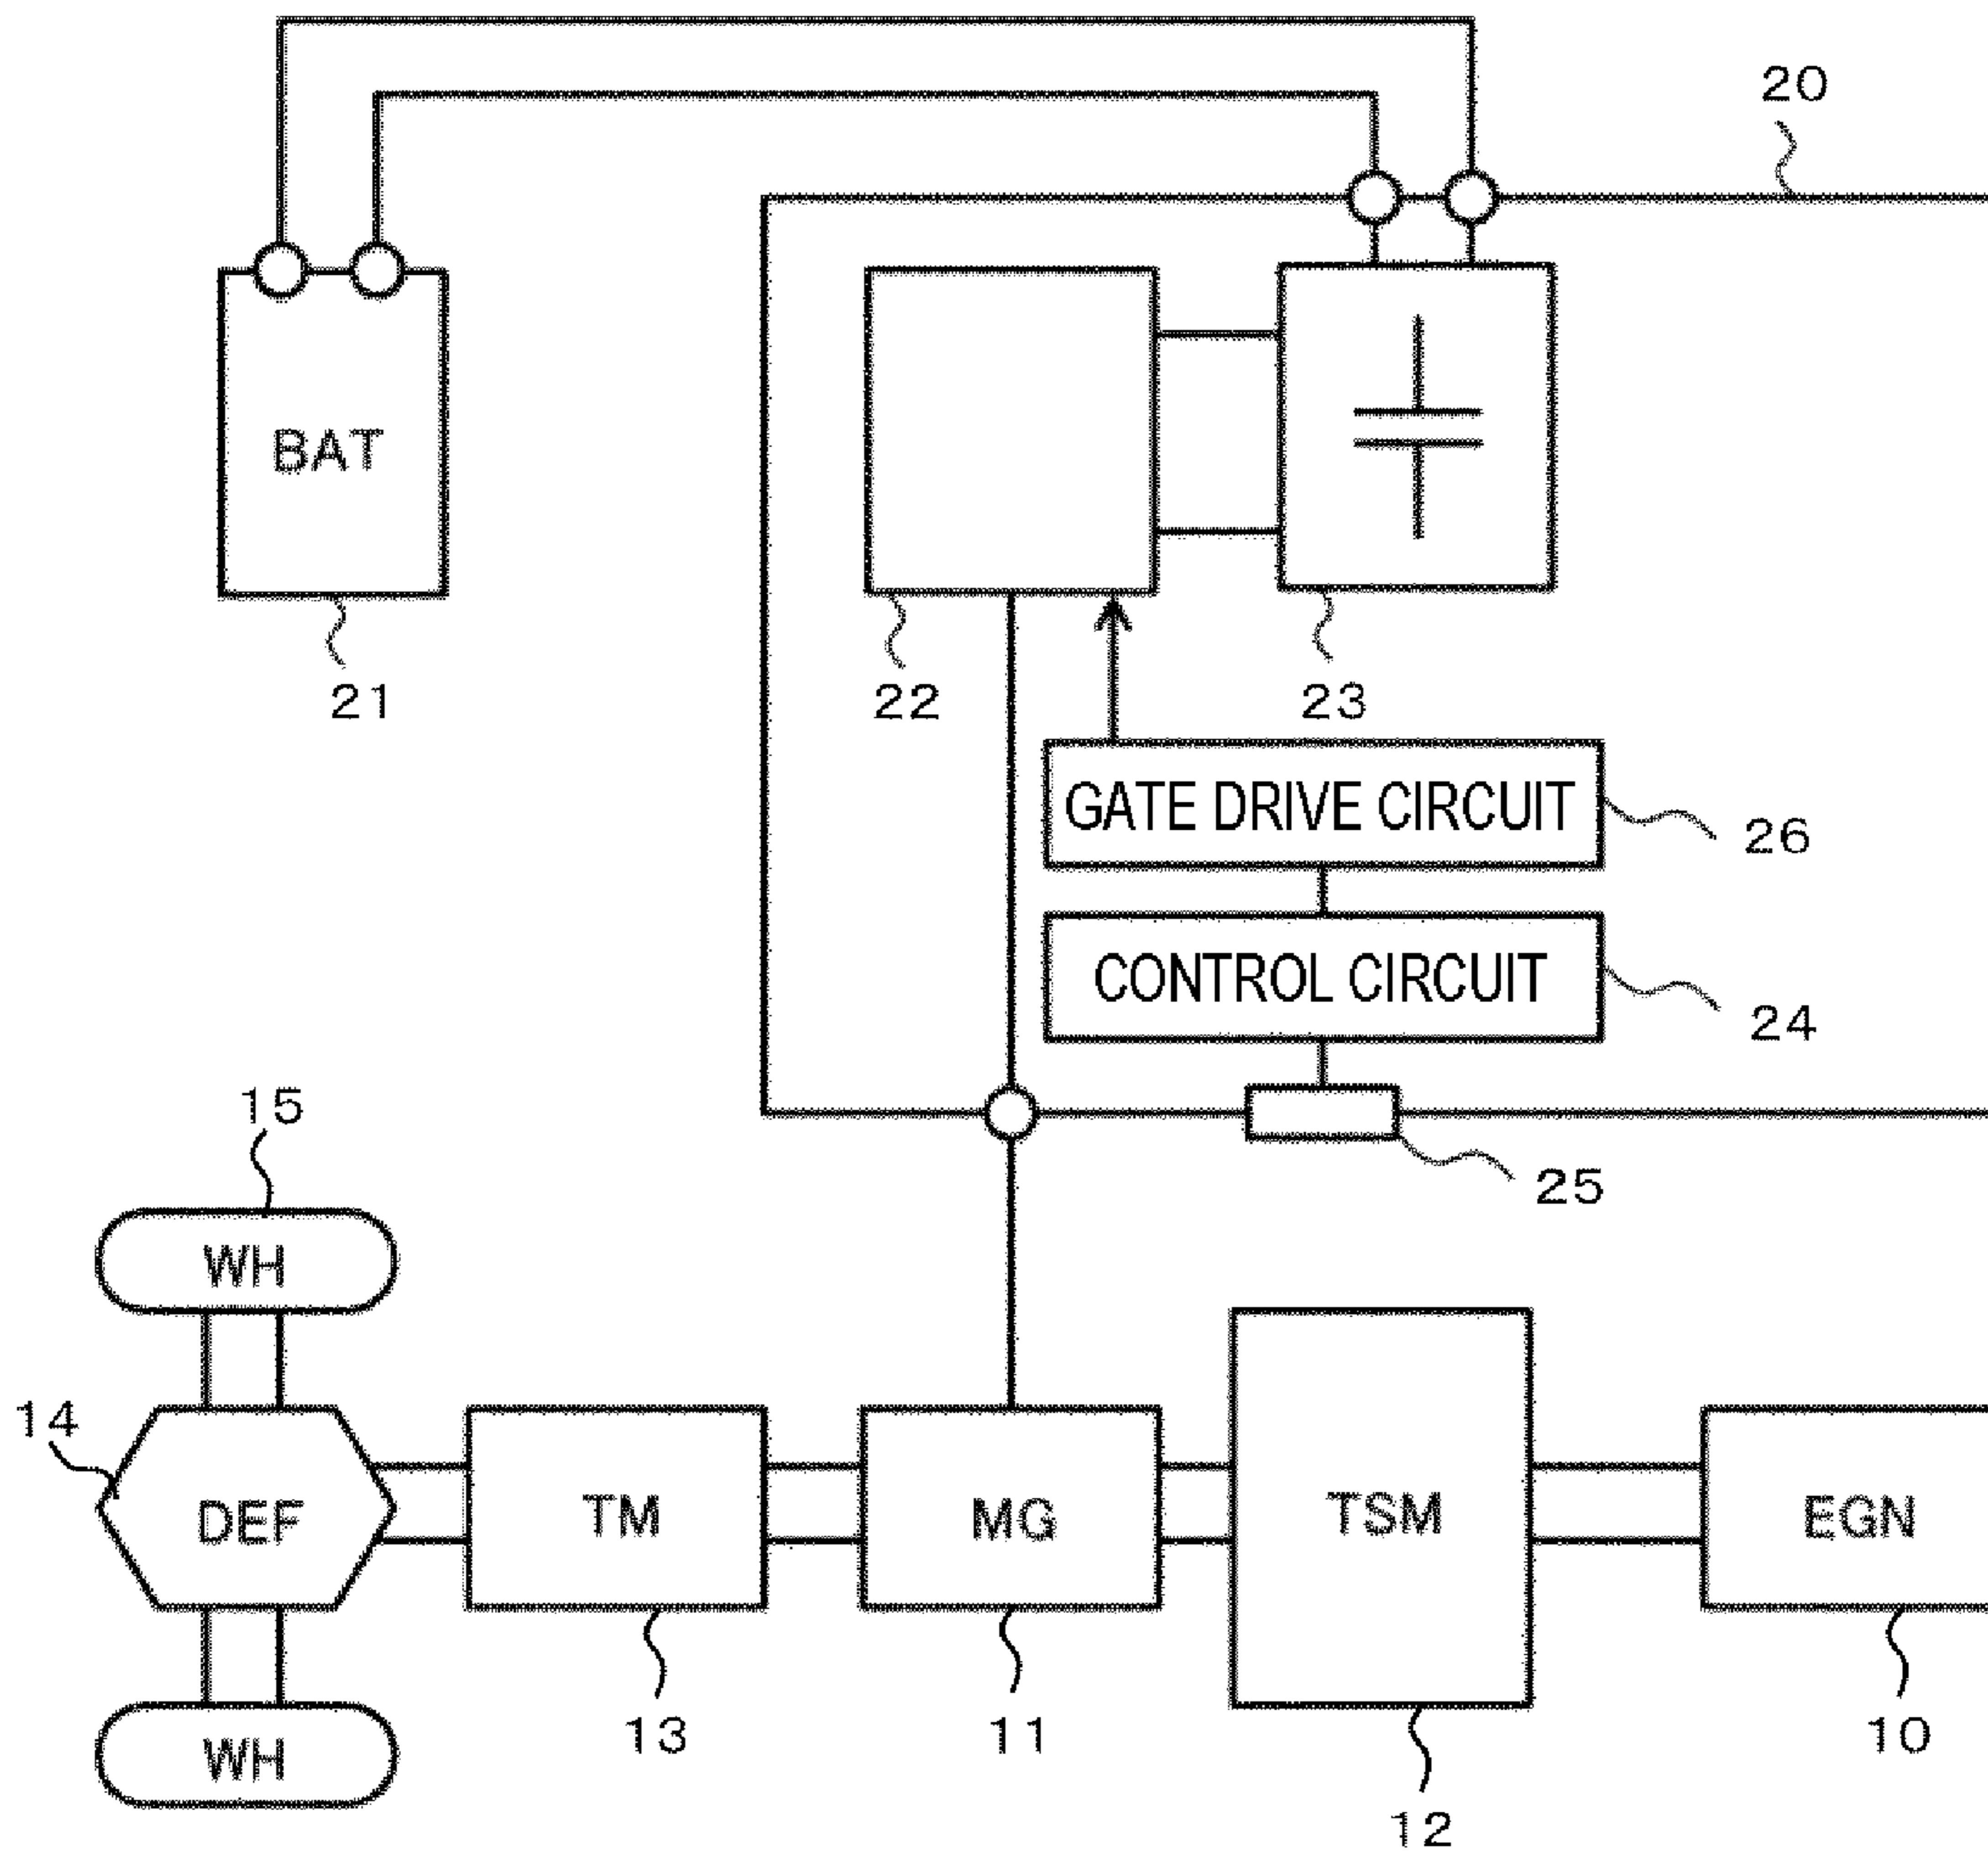 20
BAT
21
22
23
GATE DRIVE CIRCUIT
26
CONTROL CIRCUIT
24
25
15
WH
14
DEF
TM
MG
TSM
EGN
13
11
10
WH
12